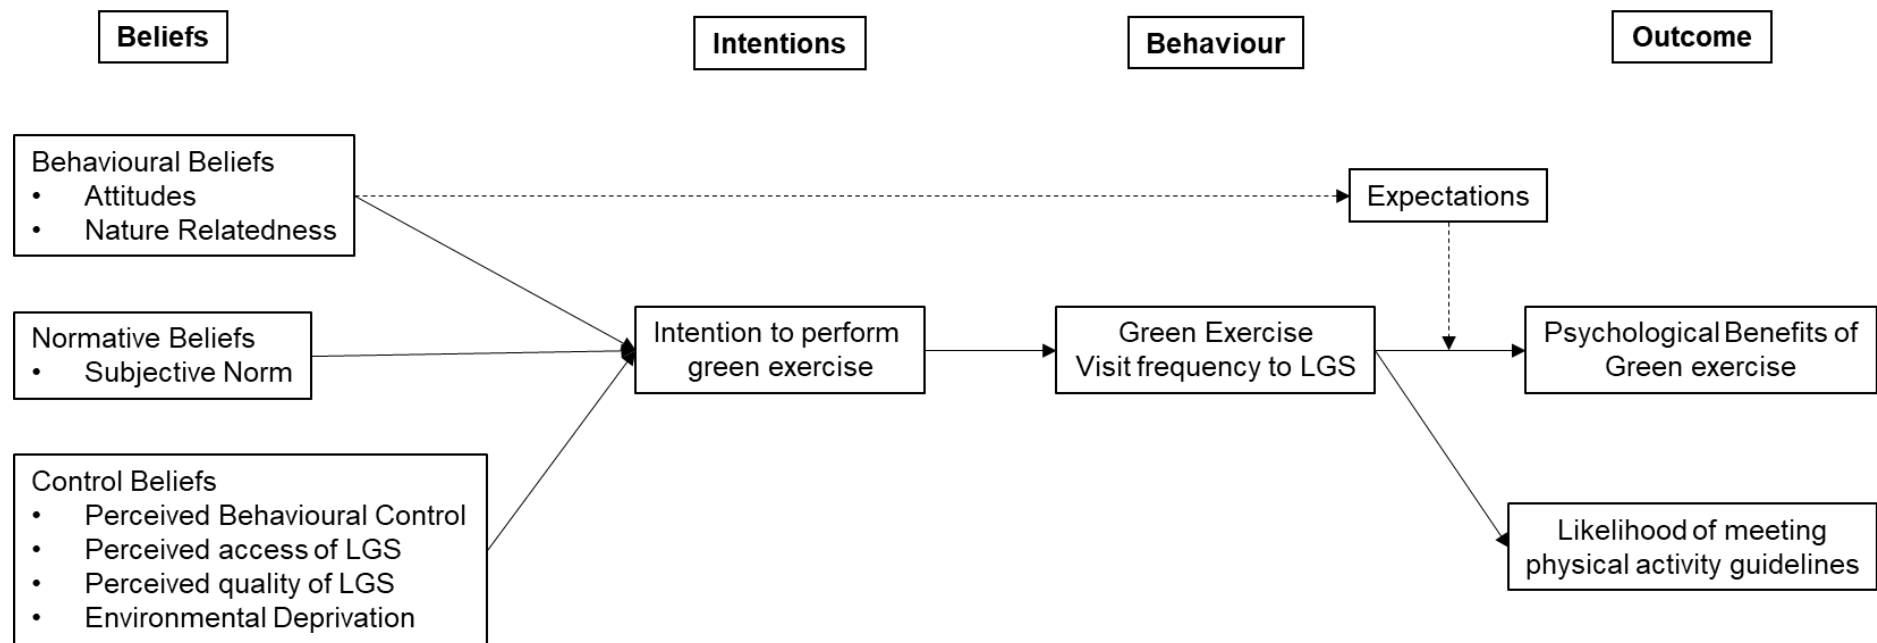 Beliefs
Intentions
Behaviour
Outcome
Behavioural Beliefs
• Attitudes
• Nature Relatedness
Expectations
Normative Beliefs
• Subjective Norm
Intention to perform
green exercise
Green Exercise
Visit frequency to LGS
Psychological Benefits of
Green exercise
Control Beliefs
• Perceived Behavioural Control
• Perceived access of LGS
• Perceived quality of LGS
• Environmental Deprivation
Likelihood of meeting
physical activity guidelines